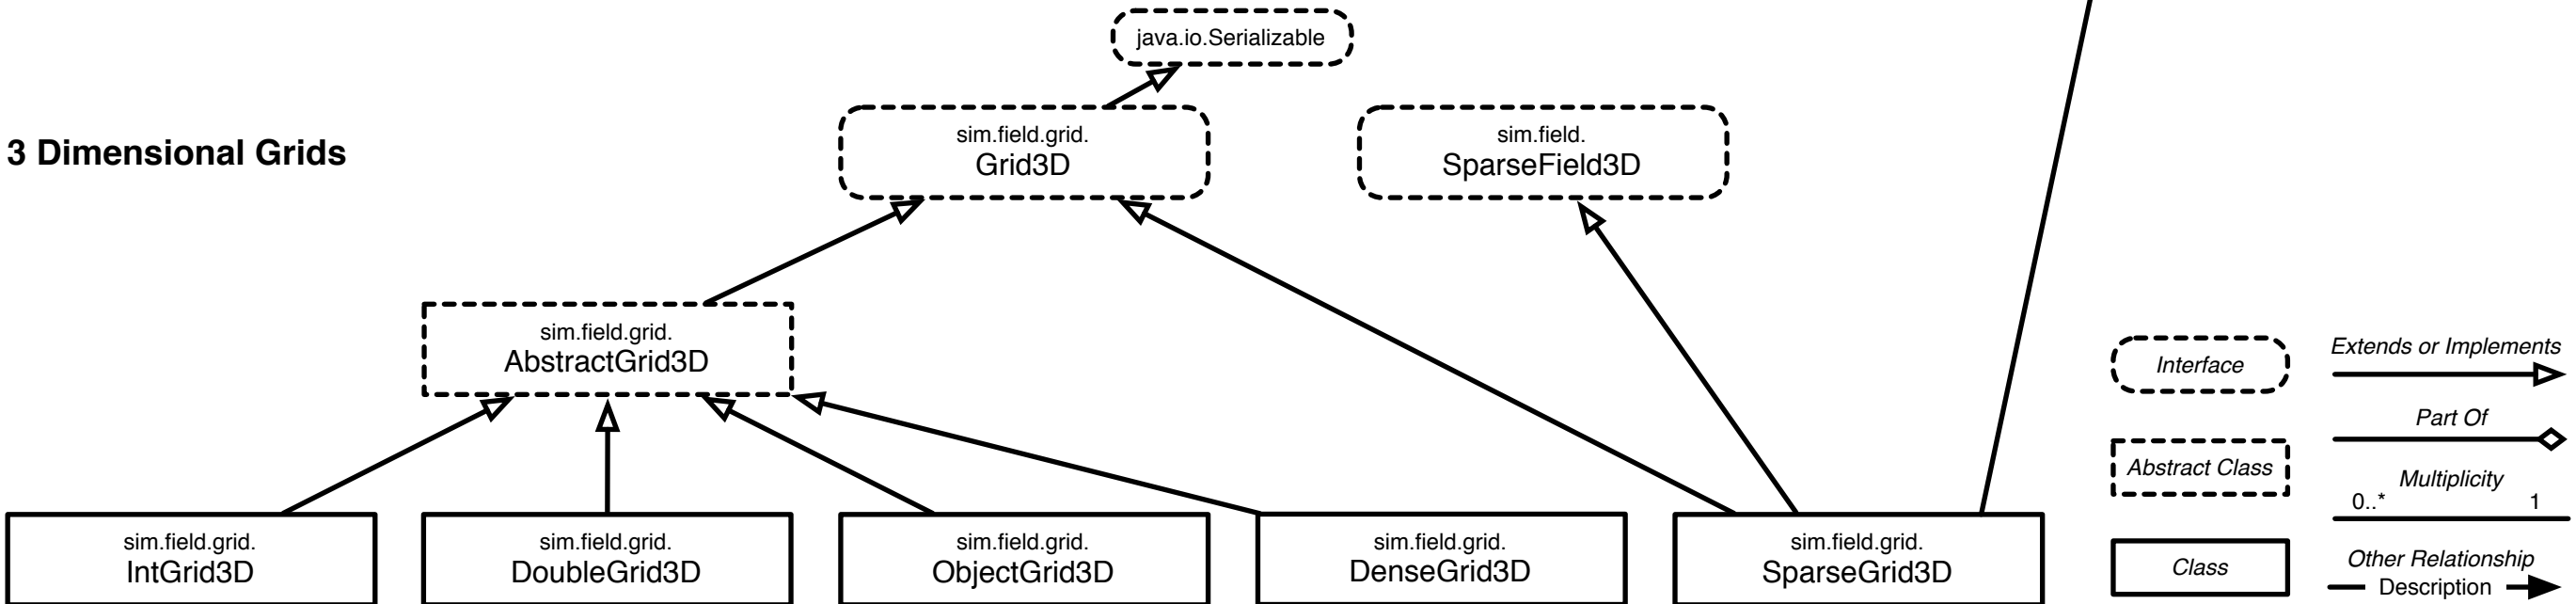 java.io.Serializable
3 Dimensional Grids
sim.field.grid.
Grid3D
sim.field.
SparseField3D
sim.field.grid.
AbstractGrid3D
sim.field.grid.
IntGrid3D
sim.field.grid.
DoubleGrid3D
sim.field.grid.
ObjectGrid3D
sim.field.grid.
DenseGrid3D
sim.field.grid.
SparseGrid3D
Interface
Abstract Class
Class
Extends or Implements
Part Of
Multiplicity
0..* 1
Other Relationship
Description